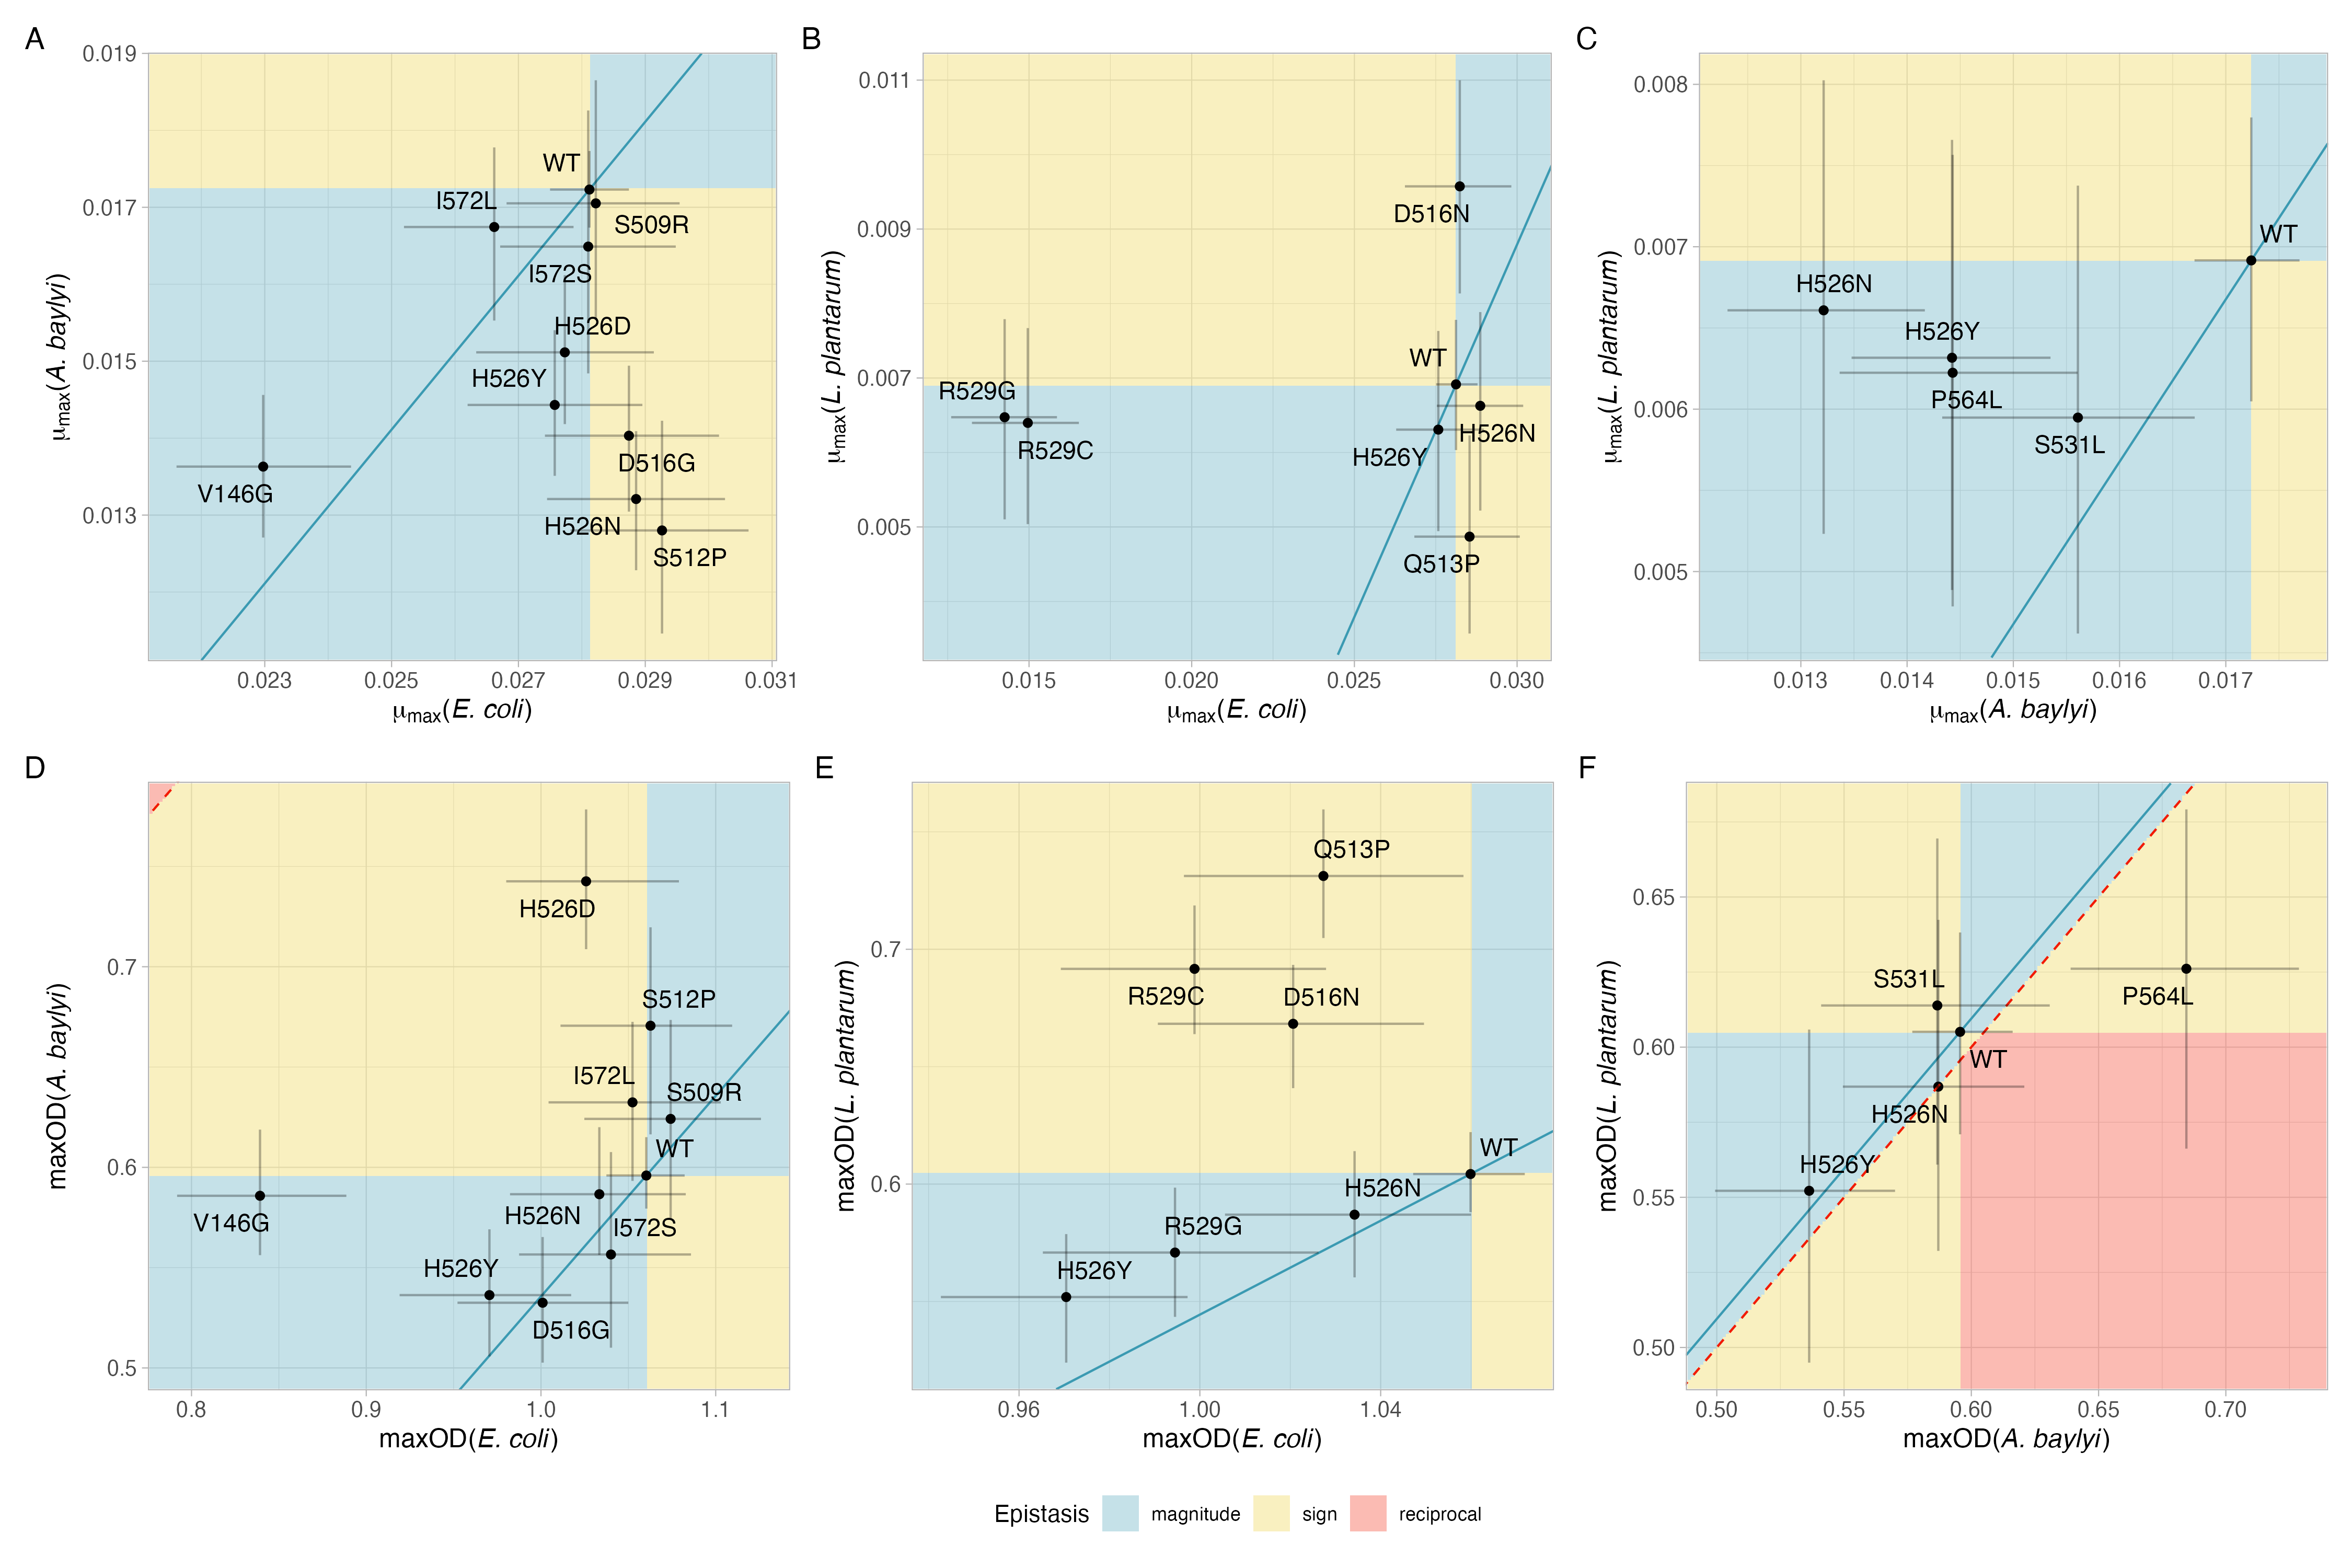 A
B
C
0.019
0.017
0.015
0.013
μmax(A. baylyi)
WT
I572L
S509R
I572S
H526D
H526Y
D516G
V146G
H526N
S512P
0.023 0.025 0.027 0.029 0.031
μmax(E. coli)
0.011
0.009
0.007
0.005
μmax(L. plantarum)
D516N
WT
R529G
R529C
H526N
H526Y
Q513P
0.015 0.020 0.025 0.030
μmax(E. coli)
0.008
0.007
0.006
0.005
μmax(L. plantarum)
WT
H526N
H526Y
P564L
S531L
0.013 0.014 0.015 0.016 0.017
μmax(A. baylyi)
D
E
F
0.7
0.6
0.5
maxOD(A. baylyi)
H526D
S512P
I572L
S509R
WT
V146G
H526N
I572S
H526Y
D516G
0.8 0.9 1.0 1.1
maxOD(E. coli)
0.7
0.6
maxOD(L. plantarum)
Q513P
R529C
D516N
WT
H526N
R529G
H526Y
0.96 1.00 1.04
maxOD(E. coli)
0.65
0.60
0.55
0.50
maxOD(L. plantarum)
S531L
P564L
WT
H526N
H526Y
0.50 0.55 0.60 0.65 0.70
maxOD(A. baylyi)
Epistasis magnitude sign reciprocal